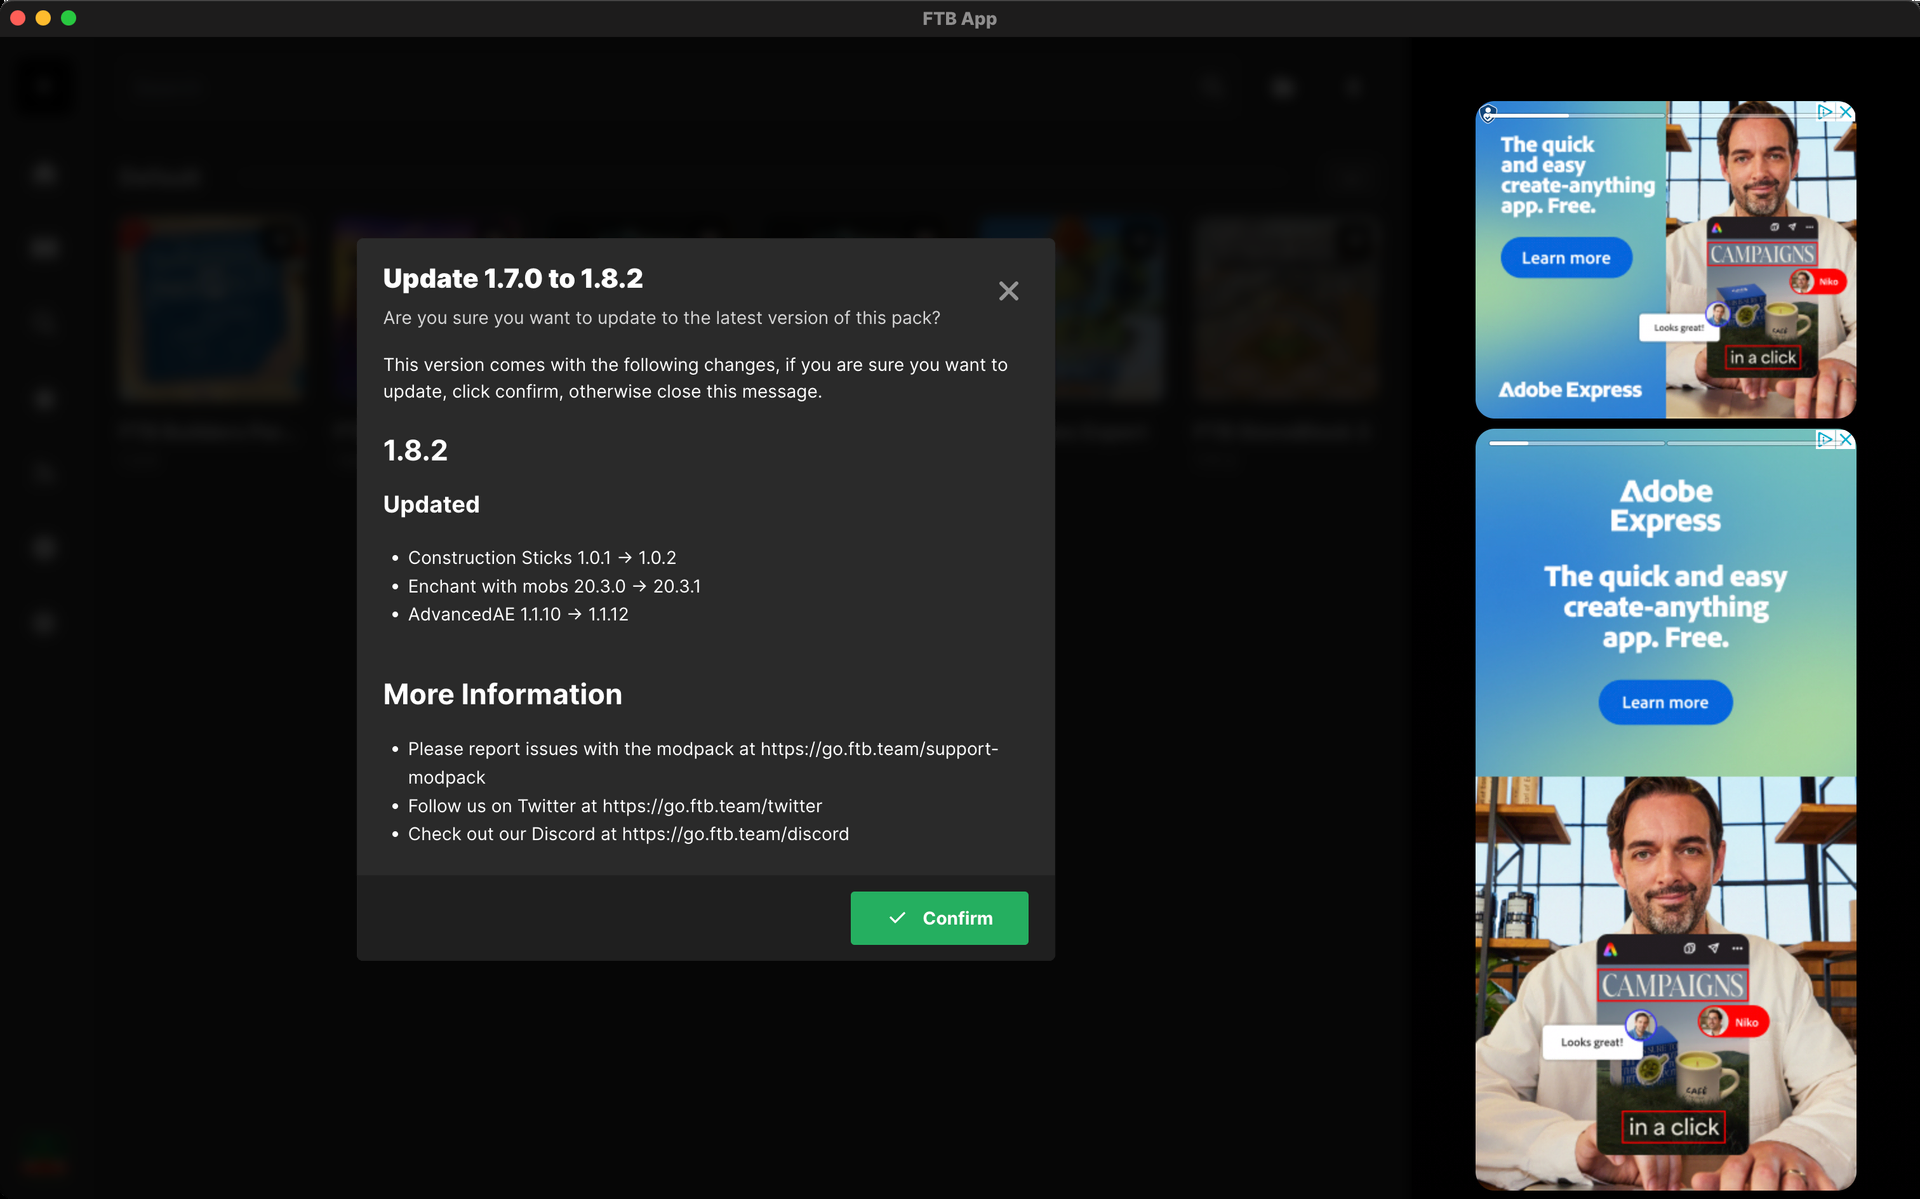 FTB App
Update 1.7.0 to 1.8.2
Are you sure you want to update to the latest version of this pack?
This version comes with the following changes, if you are sure you want to
update, click confirm, otherwise close this message.
1.8.2
Updated
• Construction Sticks 1.0.1 → 1.0.2
• Enchant with mobs 20.3.0 → 20.3.1
• AdvancedAE 1.1.10 → 1.1.12
More Information
• Please report issues with the modpack at https://go.ftb.team/support-
modpack
• Follow us on Twitter at https://go.ftb.team/twitter
• Check out our Discord at https://go.ftb.team/discord
Confirm
The quick
and easy
create-anything
app. Free.
Learn more
Adobe Express
CAMPAIGNS
Niko
Looks great!
CAFÉ
in a click
Adobe
Express
The quick and easy
create-anything
app. Free.
Learn more
CAMPAIGNS
Niko
Looks great!
CAFÉ
in a click